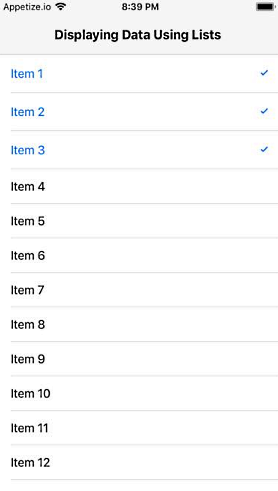 Appetize.io 8:39 PM
Displaying Data Using Lists
Item 1
Item 2
Item 3
Item 4
Item 5
Item 6
Item 7
Item 8
Item 9
Item 10
Item 11
Item 12